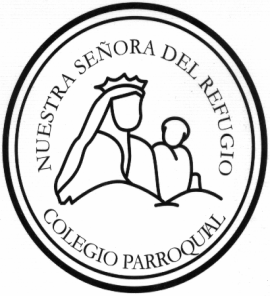 NUESTRA SEÑORA DEL REFUGIO
COLEGIO PARROQUIAL